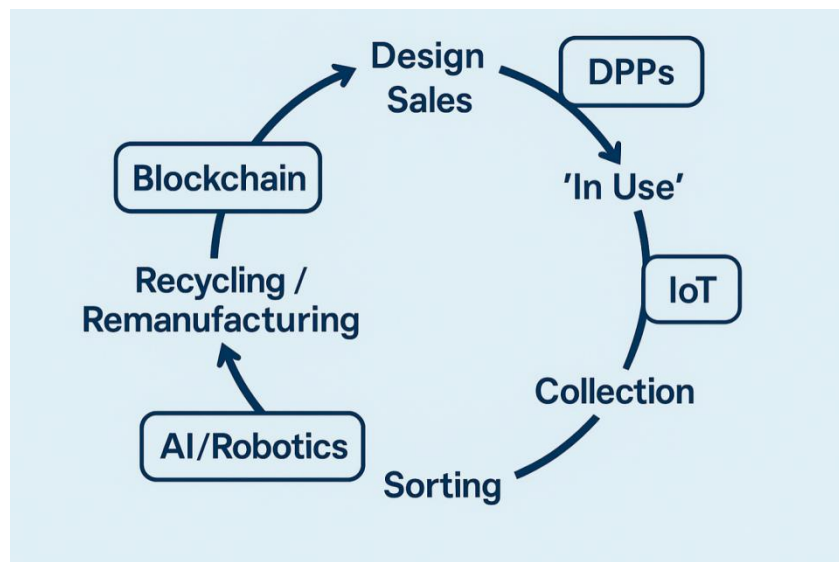 Design
Sales
DPPs
'In Use'
IoT
Collection
Sorting
AI/Robotics
Recycling /
Remanufacturing
Blockchain